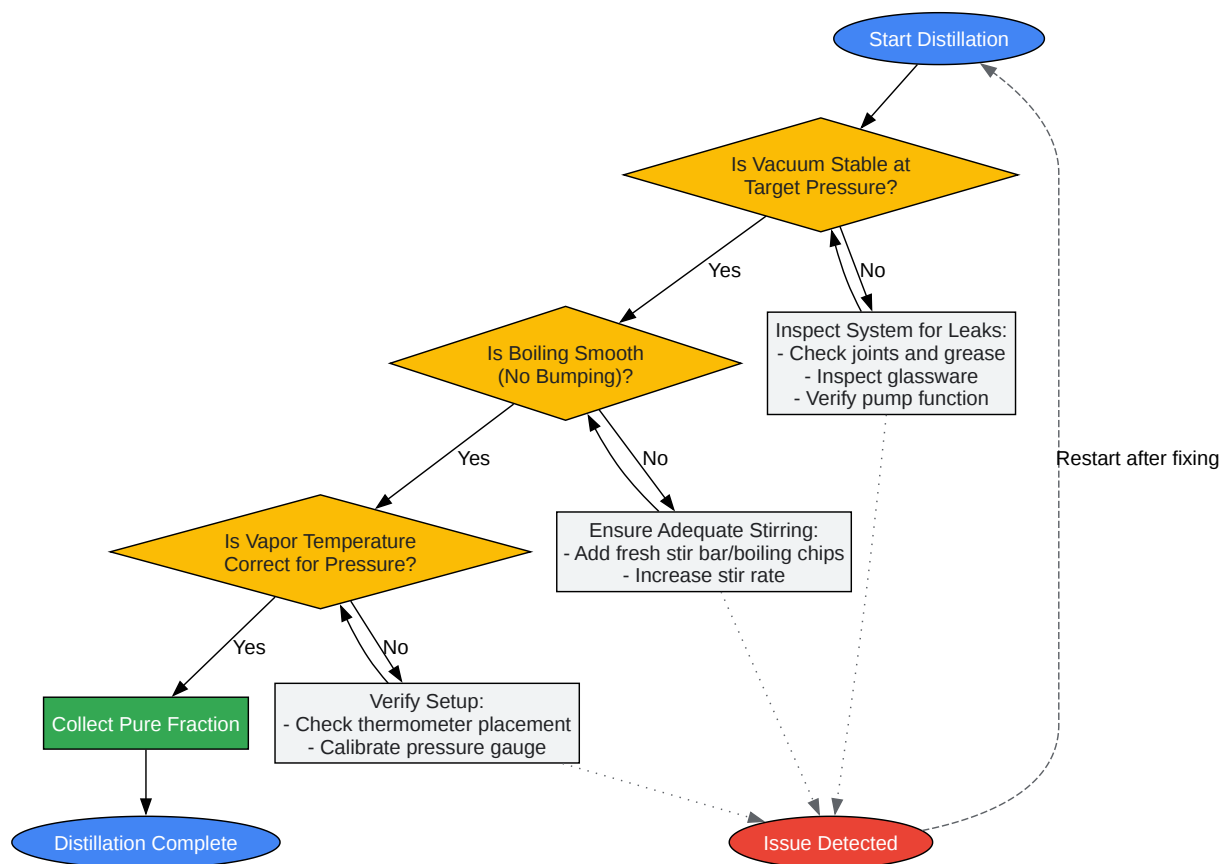 Start Distillation
Is Vacuum Stable at
Target Pressure?
Yes
No
Is Boiling Smooth
(No Bumping)?
Inspect System for Leaks:
- Check joints and grease
- Inspect glassware
- Verify pump function
Yes
No
Restart after fixing
Is Vapor Temperature
Correct for Pressure?
Ensure Adequate Stirring:
- Add fresh stir bar/boiling chips
- Increase stir rate
Yes
No
Collect Pure Fraction
Verify Setup:
- Check thermometer placement
- Calibrate pressure gauge
Distillation Complete
Issue Detected